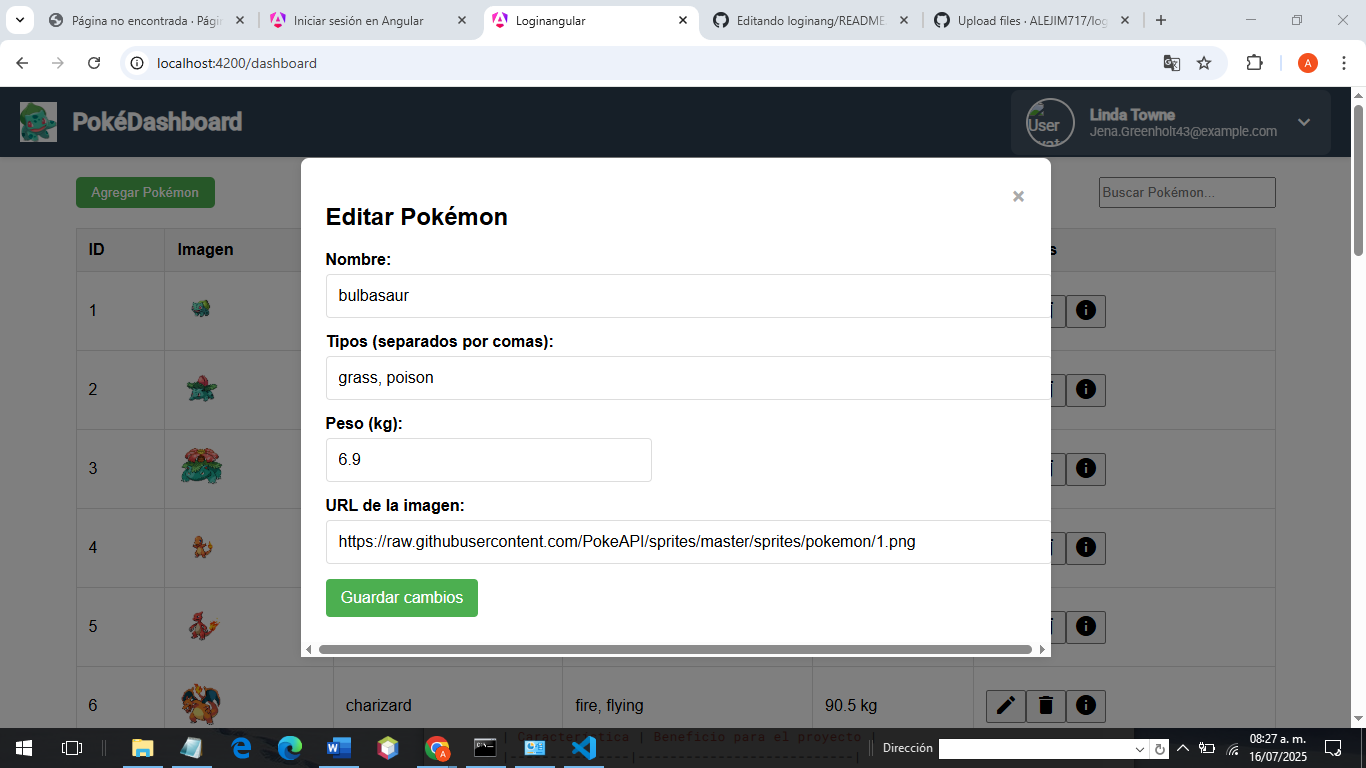 Página no encontrada · Pági
Iniciar sesión en Angular
Loginangular
Editando loginang/README
Upload files · ALEJIM717/log
localhost:4200/dashboard
A
PokéDashboard
User
Linda Towne
Jena.Greenholt43@example.com
Agregar Pokémon
Buscar Pokémon...
ID
Imagen
s
Editar Pokémon
×
Nombre:
bulbasaur
Tipos (separados por comas):
grass, poison
Peso (kg):
6.9
URL de la imagen:
https://raw.githubusercontent.com/PokeAPI/sprites/master/sprites/pokemon/1.png
Guardar cambios
1
2
3
4
5
6
charizard
fire, flying
90.5 kg
| Característica | Beneficio para el proyecto |
Dirección
08:27 a. m.
16/07/2025